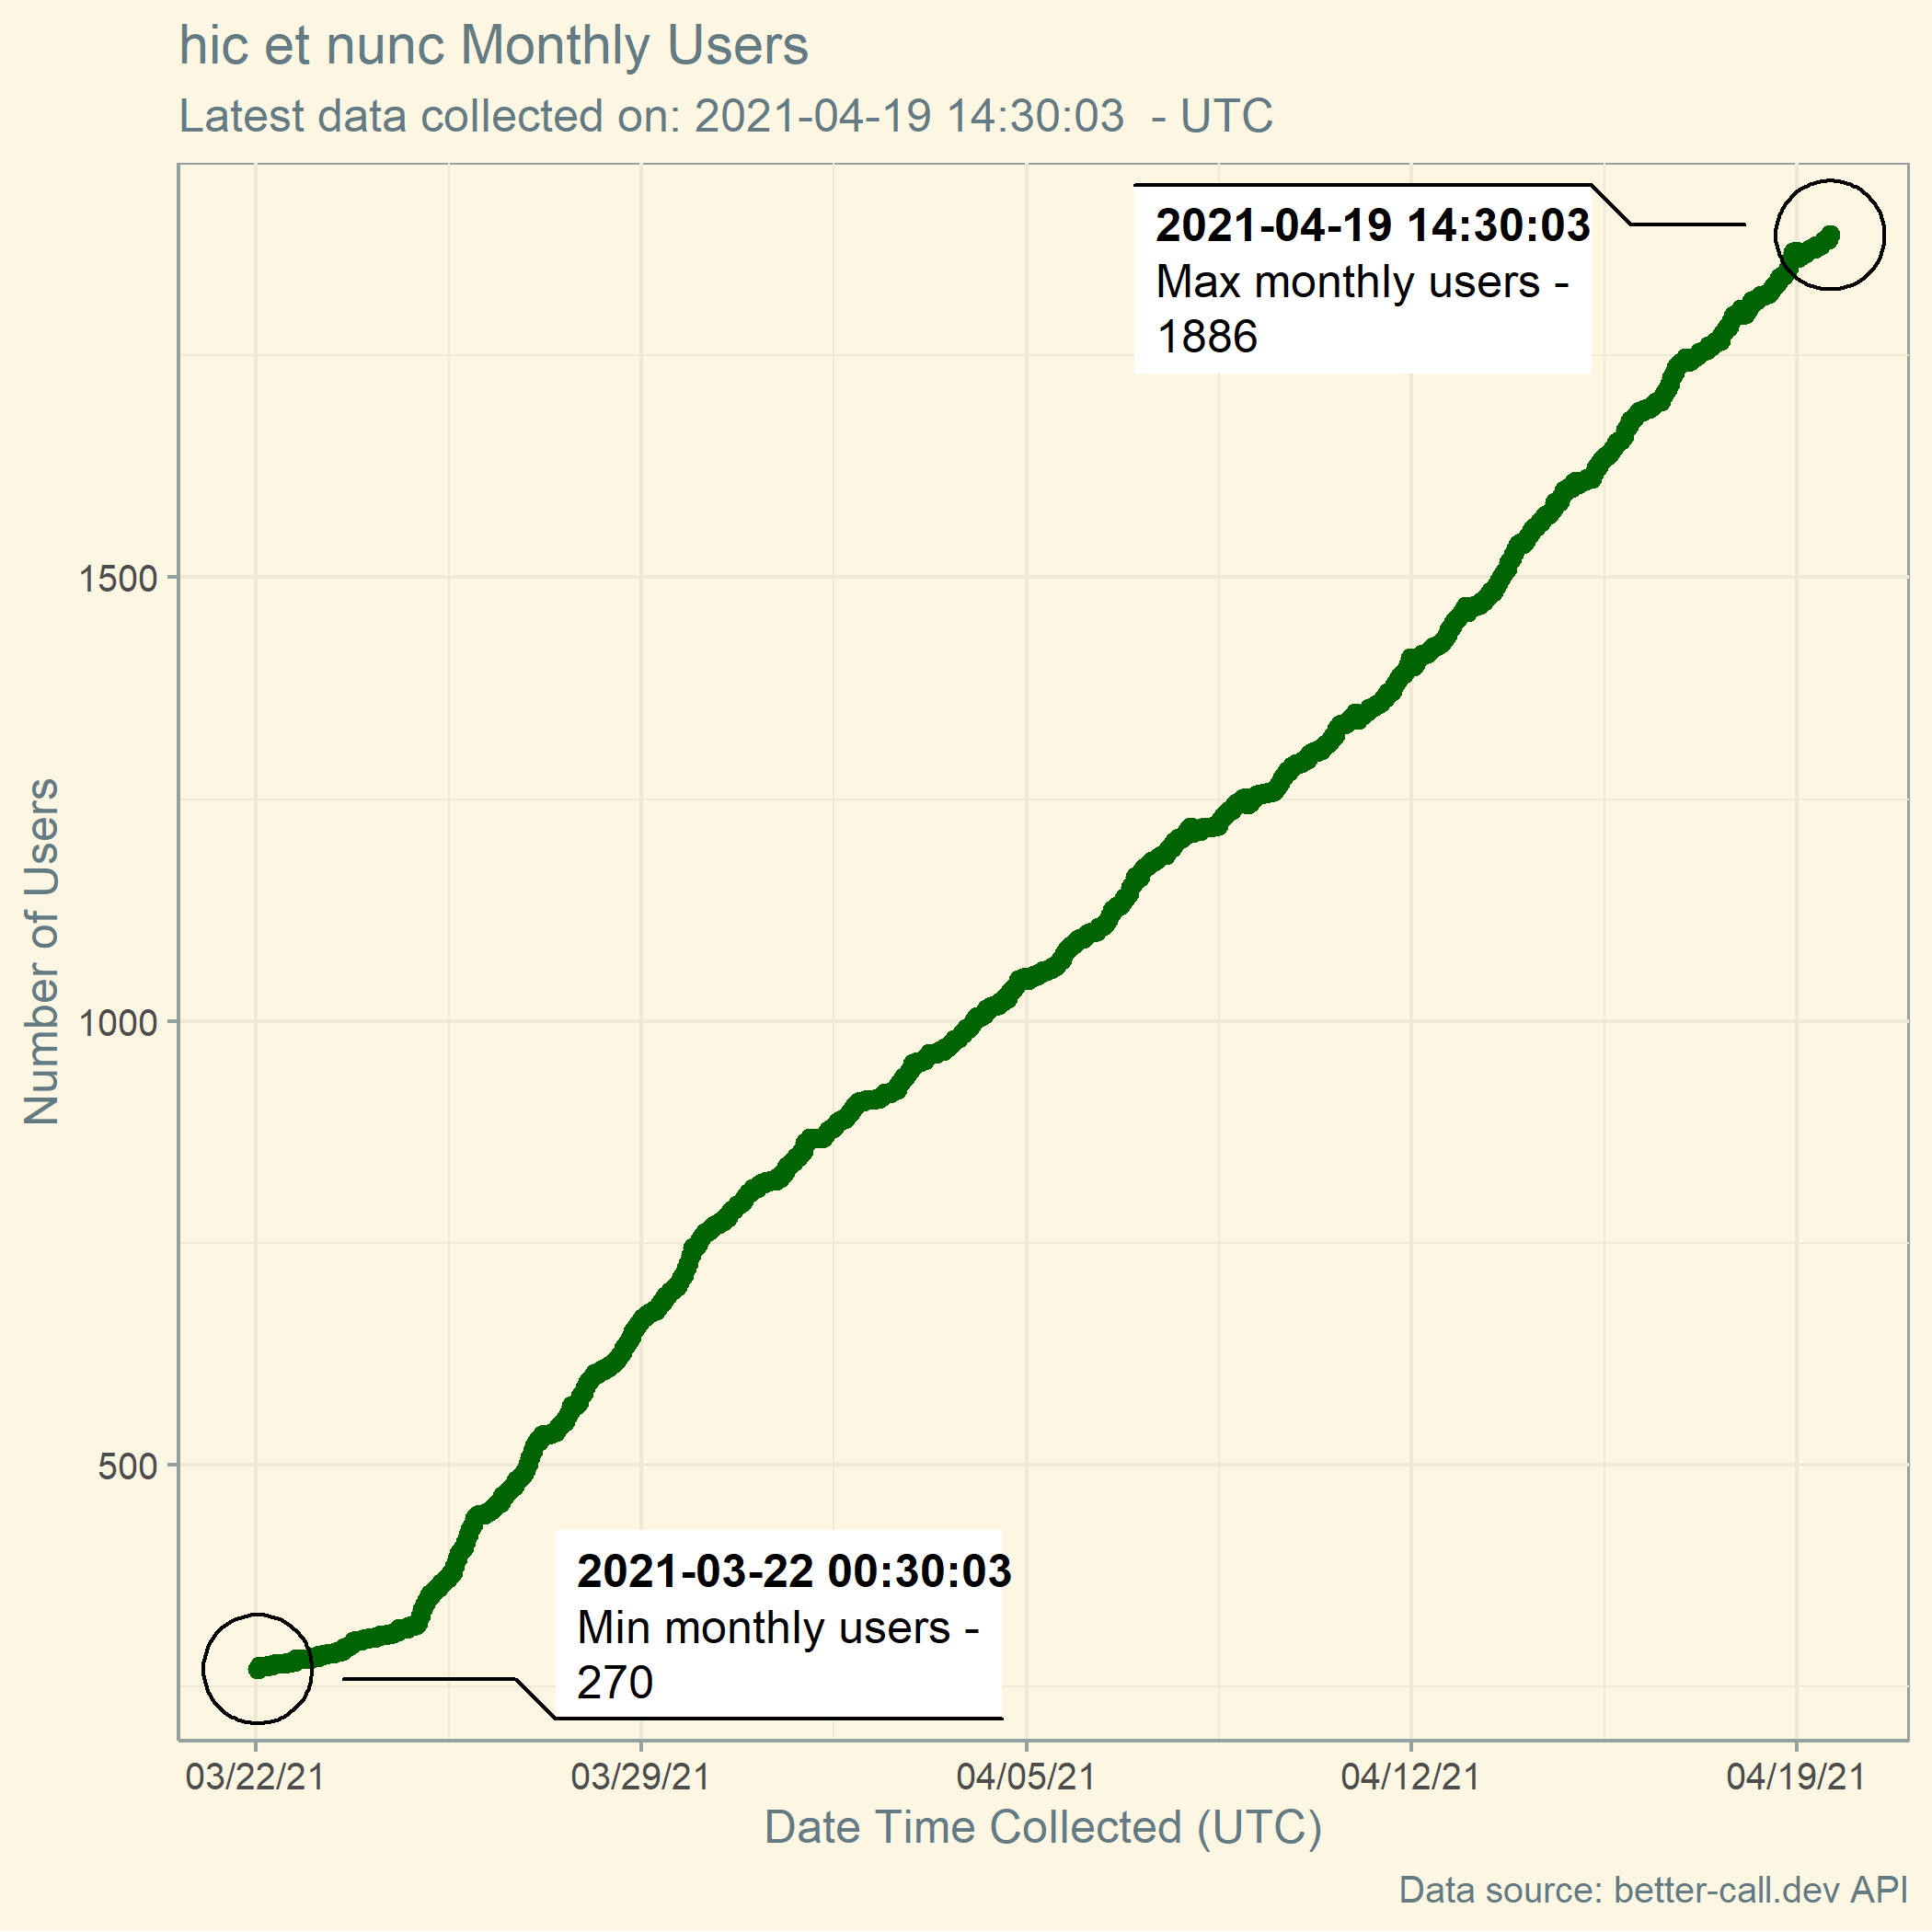 hic et nunc Monthly Users
Latest data collected on: 2021-04-19 14:30:03  - UTC
2021-04-19 14:30:03
Max monthly users -
1886
1500
1000
500
Number of Users
2021-03-22 00:30:03
Min monthly users -
270
03/22/21
03/29/21
04/05/21
04/12/21
04/19/21
Date Time Collected (UTC)
Data source: better-call.dev API